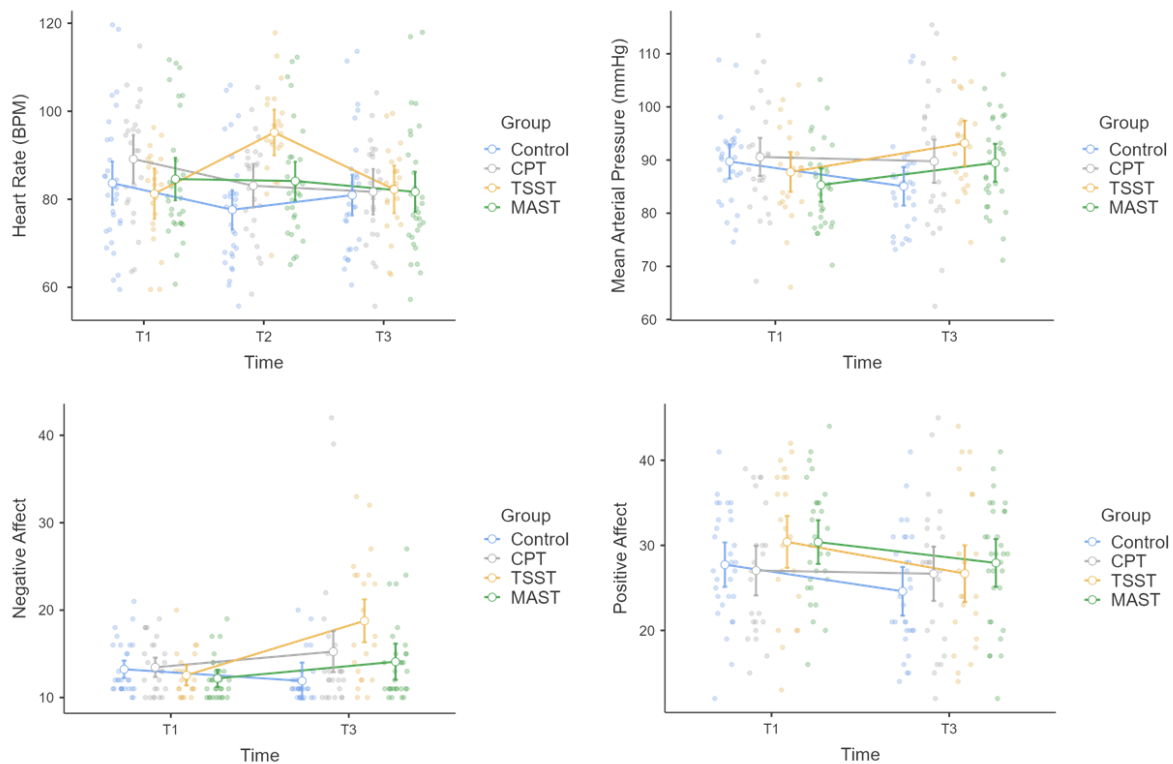 120
100
80
60
Heart Rate (BPM)
T1
T2
T3
Time
Group
Control
CPT
TSST
MAST
110
100
90
80
70
60
Mean Arterial Pressure (mmHg)
T1
T3
Time
Group
Control
CPT
TSST
MAST
40
30
20
10
Negative Affect
T1
T3
Time
Group
Control
CPT
TSST
MAST
40
30
20
Positive Affect
T1
T3
Time
Group
Control
CPT
TSST
MAST